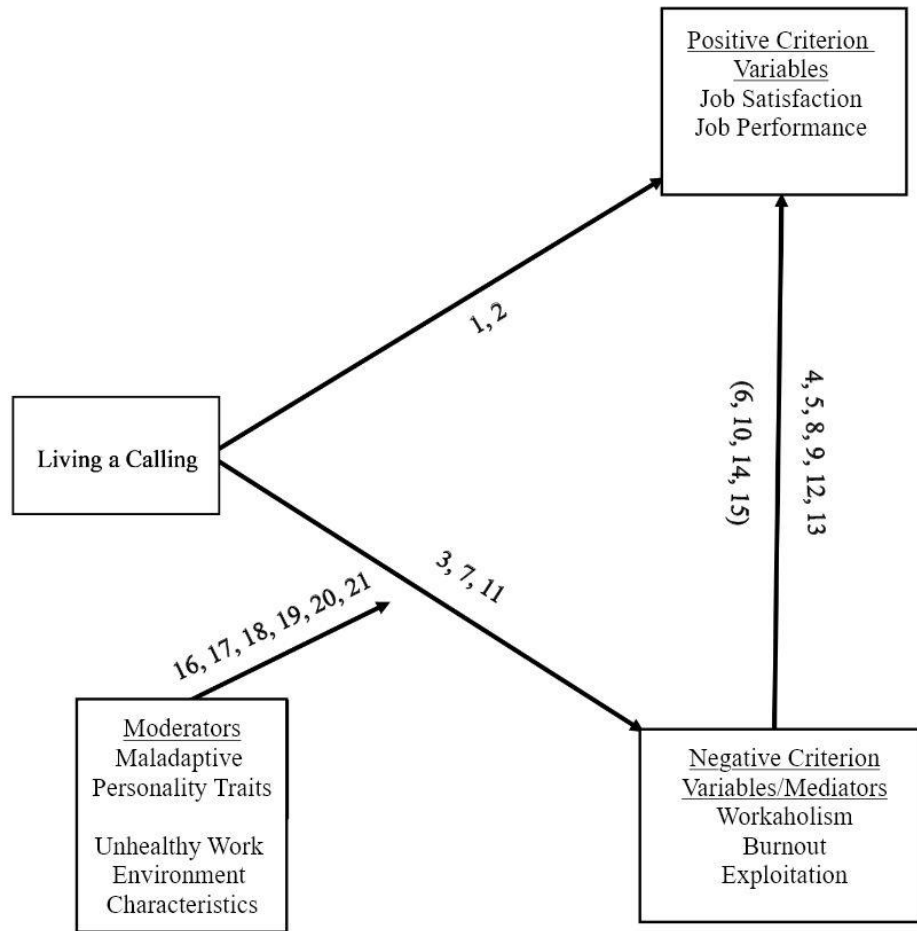 Positive Criterion
Variables
Job Satisfaction
Job Performance
1, 2
4, 5, 8, 9, 12, 13
(6, 10, 14, 15)
Living a Calling
3, 7, 11
16, 17, 18, 19, 20, 21
Moderators
Maladaptive
Personality Traits
Unhealthy Work
Environment
Characteristics
Negative Criterion
Variables/Mediators
Workaholism
Burnout
Exploitation